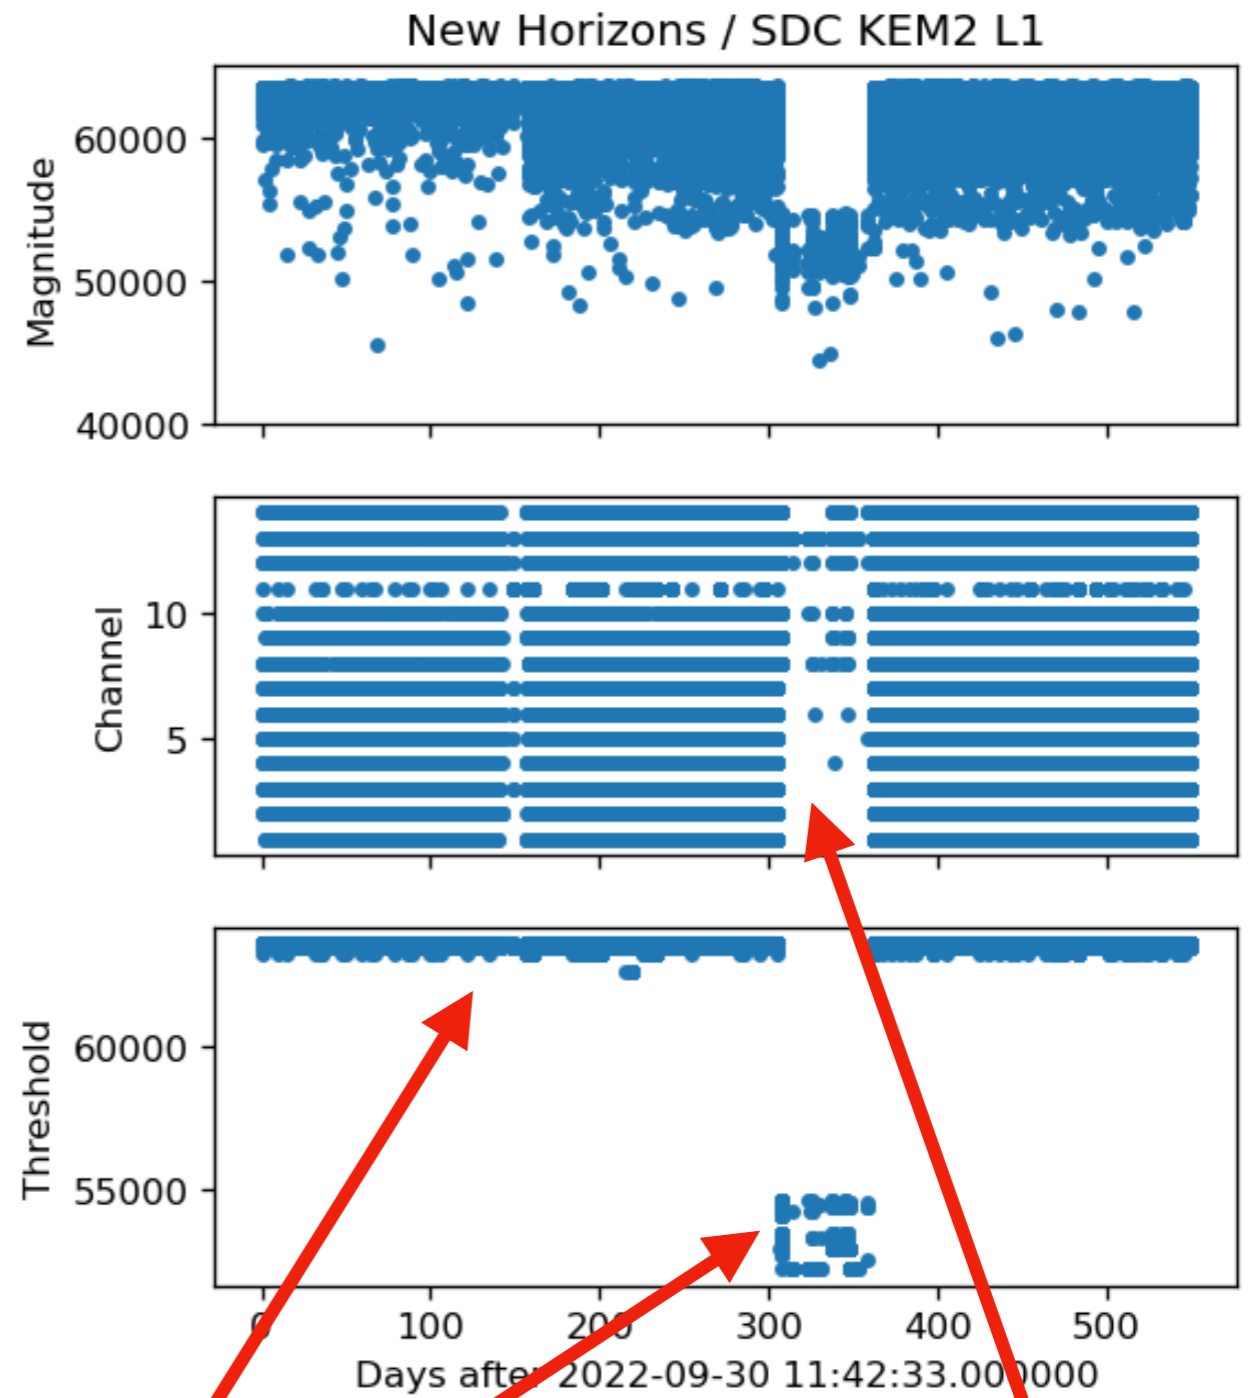 New Horizons / SDC KEM2 L1
Magnitude
60000
50000
40000
Channel
10
5
Threshold
60000
55000
0 100 200 300 400 500
Days after 2022-09-30 11:42:33.000000